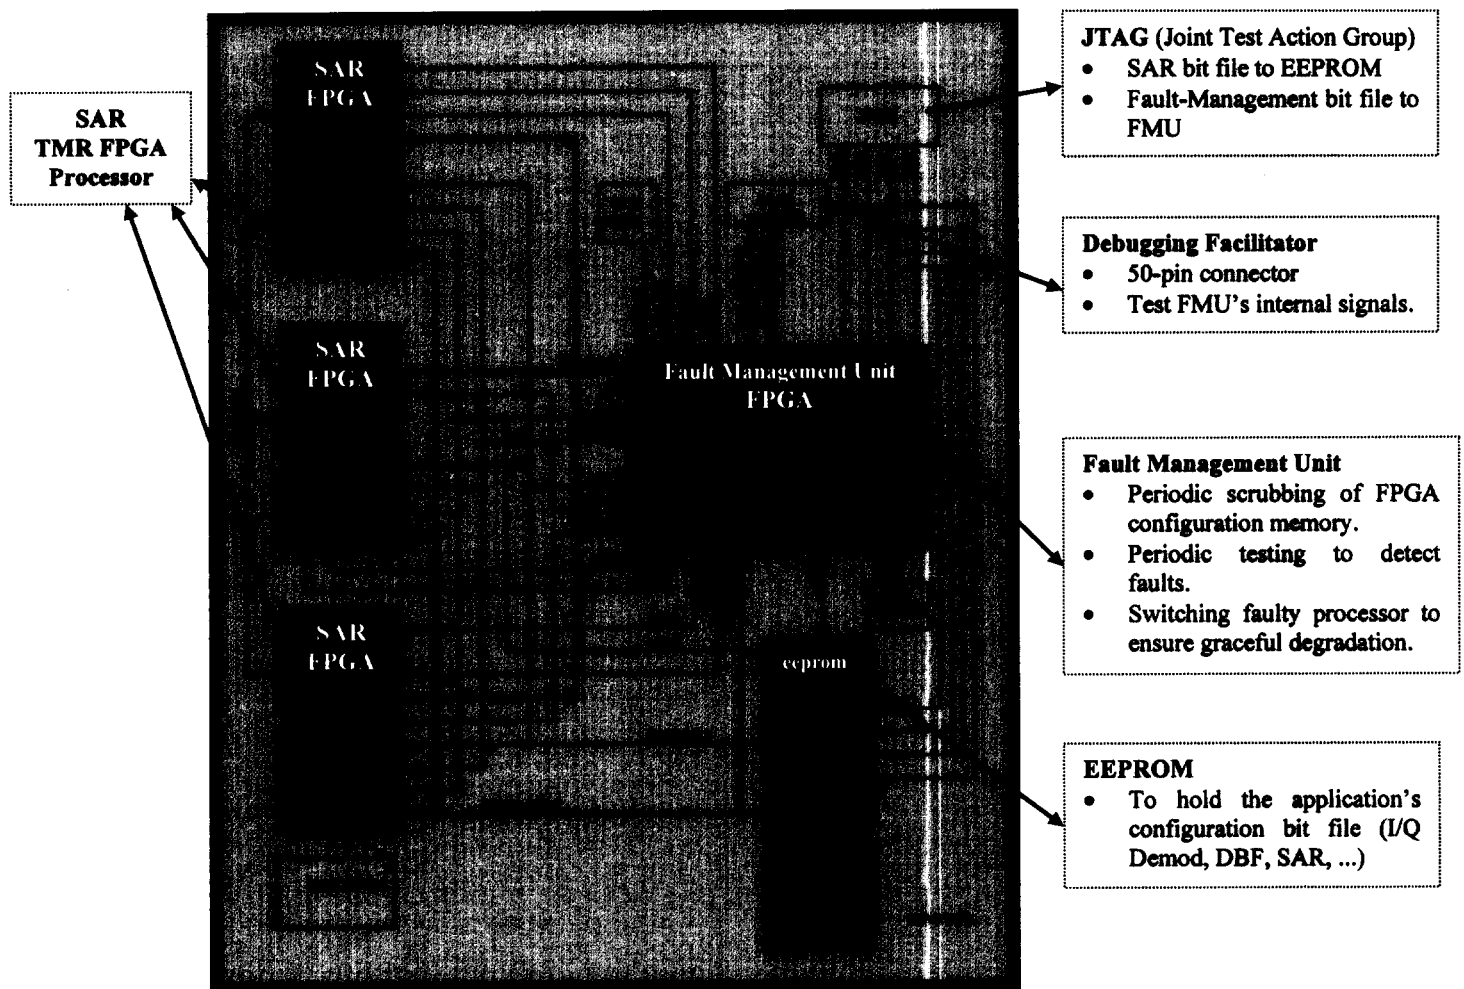 SAR
TMR FPGA
Processor
SAR
FPGA
SAR
FPGA
SAR
FPGA
Fault Management Unit
FPGA
eeprom
JTAG (Joint Test Action Group)
• SAR bit file to EEPROM
• Fault-Management bit file to
FMU
Debugging Facilitator
• 50-pin connector
• Test FMU's internal signals.
Fault Management Unit
• Periodic scrubbing of FPGA
configuration memory.
• Periodic testing to detect
faults.
• Switching faulty processor to
ensure graceful degradation.
EEPROM
• To hold the application's
configuration bit file (I/Q
Demod, DBF, SAR, ...)